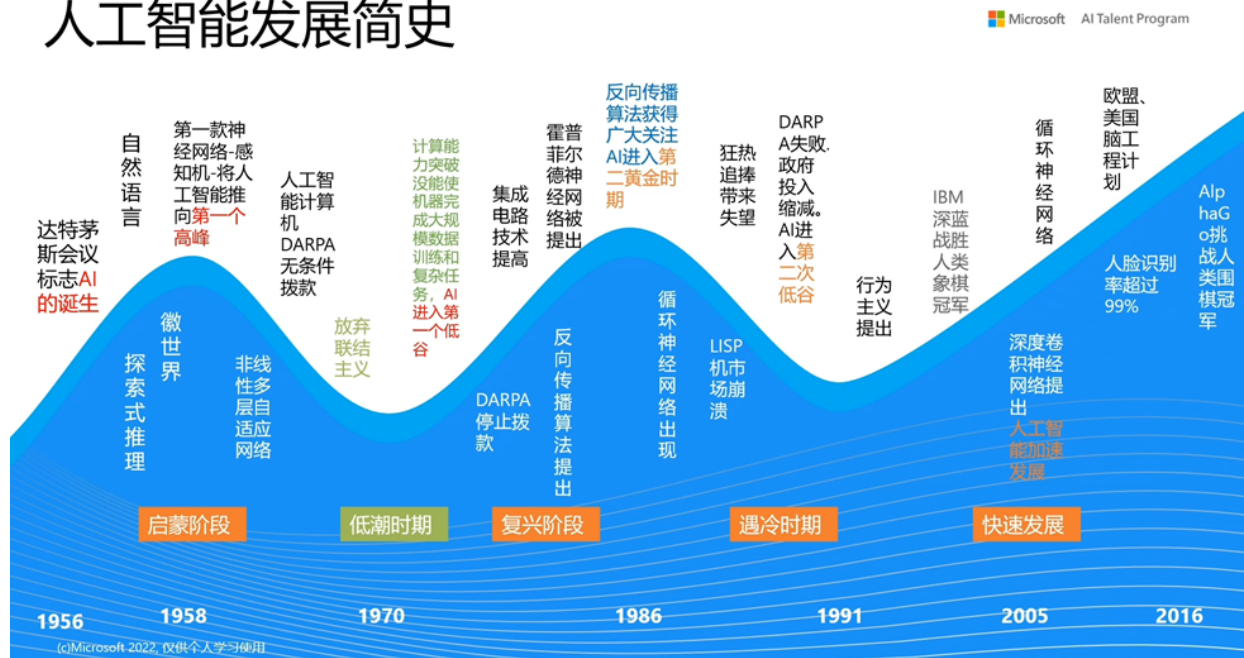 人工智能发展简史
Microsoft AI Talent Program
达特茅
斯会议
标志AI
的诞生
自
然
语
言
第一款神
经网络-感
知机-将人
工智能推
向第一个
高峰
人工智
能计算
机
DARPA
无条件
拨款
计算能
力突破
没能使
机器完
成大规
模数据
训练和
复杂任
务，AI
进入第
一个低
谷
集成
电路
技术
提高
霍普
菲尔
德神
经网
络被
提出
反向传播
算法获得
广大关注
AI进入第
二黄金时
期
狂热
追捧
带来
失望
DARP
A失败.
政府
投入
缩减。
AI进
入第
二次
低谷
行为
主义
提出
IBM
深蓝
战胜
人类
象棋
冠军
循
环
神
经
网
络
欧盟、
美国
脑工
程计
划
人脸识别
率超过
99%
Alp
haG
o挑
战人
类围
棋冠
军
探
索
式
推
理
徽
世
界
非线
性多
层自
适应
网络
放弃
联结
主义
DARPA
停止拨
款
反
向
传
播
算
法
提
出
循
环
神
经
网
络
出
现
LISP
机市
场崩
溃
深度卷
积神经
网络提
出
人工智
能加速
发展
启蒙阶段
低潮时期
复兴阶段
遇冷时期
快速发展
1956
1958
1970
1986
1991
2005
2016
(c)Microsoft 2022, 仅供个人学习使用